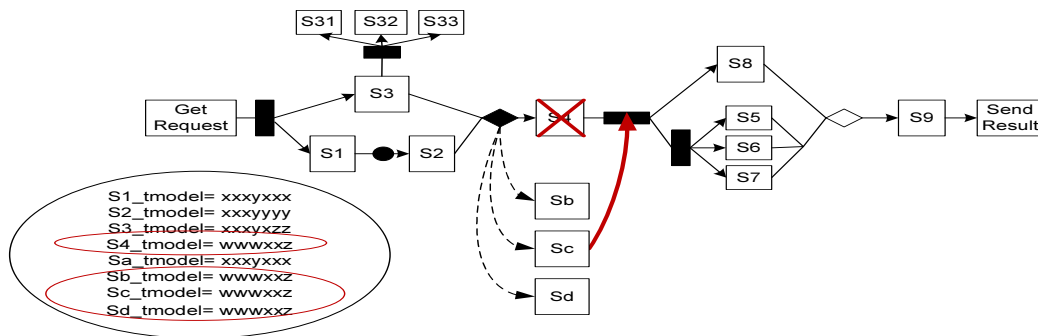 S31 S32 S33
S3
S8
Get
Request
S4
S5
S9
Send
Result
S1
S2
S6
S7
S1_tmodel= xxxyxxx
S2_tmodel= xxxyyyy
S3_tmodel= xxxyxzz
S4_tmodel= wwwxxz
Sa_tmodel= xxxyxxx
Sb_tmodel= wwwxxz
Sc_tmodel= wwwxxz
Sd_tmodel= wwwxxz
Sb
Sc
Sd